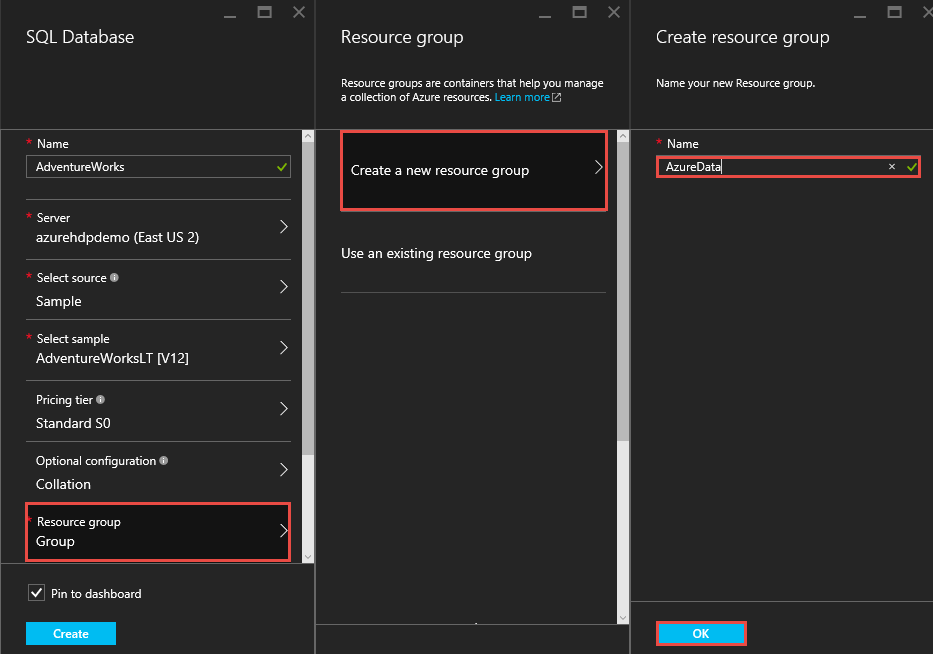 SQL Database
* Name
AdventureWorks
* Server
azurehdpdemo (East US 2)
* Select source
Sample
* Select sample
AdventureWorksLT [V12]
Pricing tier
Standard S0
Optional configuration
Collation
* Resource group
Group
Pin to dashboard
Create
Resource group
Resource groups are containers that help you manage
a collection of Azure resources. Learn more
Create a new resource group
Use an existing resource group
Create resource group
Name your new Resource group.
* Name
AzureData
OK